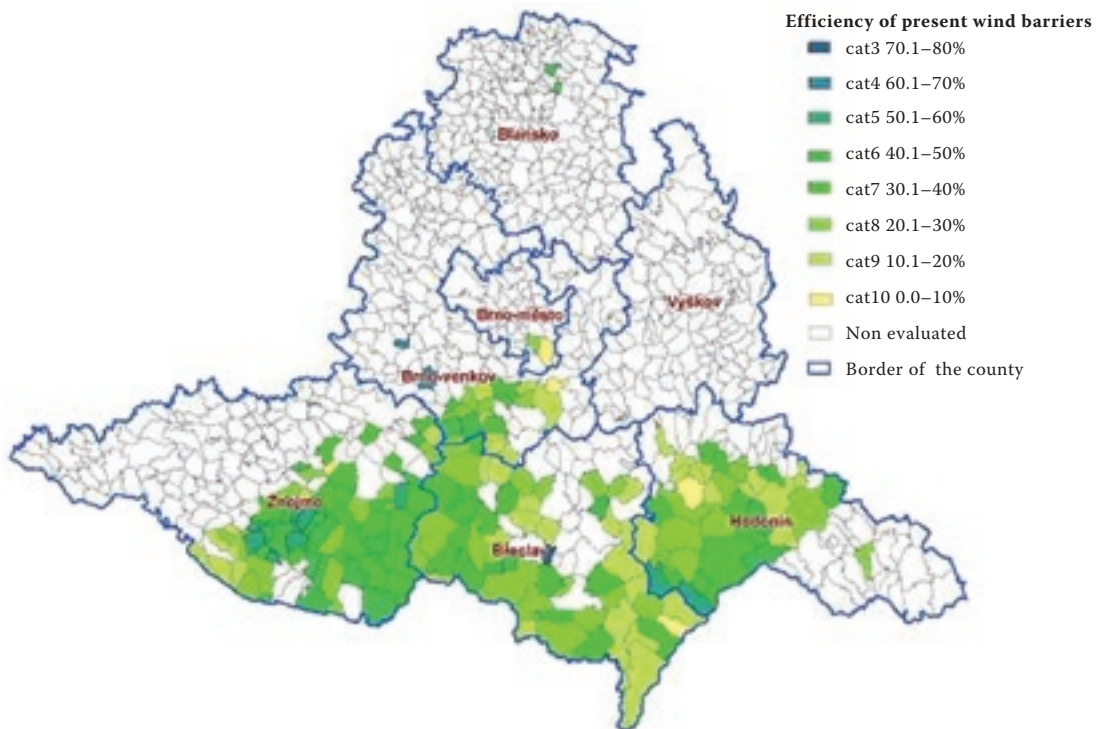 Efficiency of present wind barriers
cat3 70.1–80%
cat4 60.1–70%
cat5 50.1–60%
cat6 40.1–50%
cat7 30.1–40%
cat8 20.1–30%
cat9 10.1–20%
cat10 0.0–10%
Non evaluated
Border of the county
Blansko
Brno-město
Vyškov
Brno-venkov
Znojmo
Hodonín
Břeclav